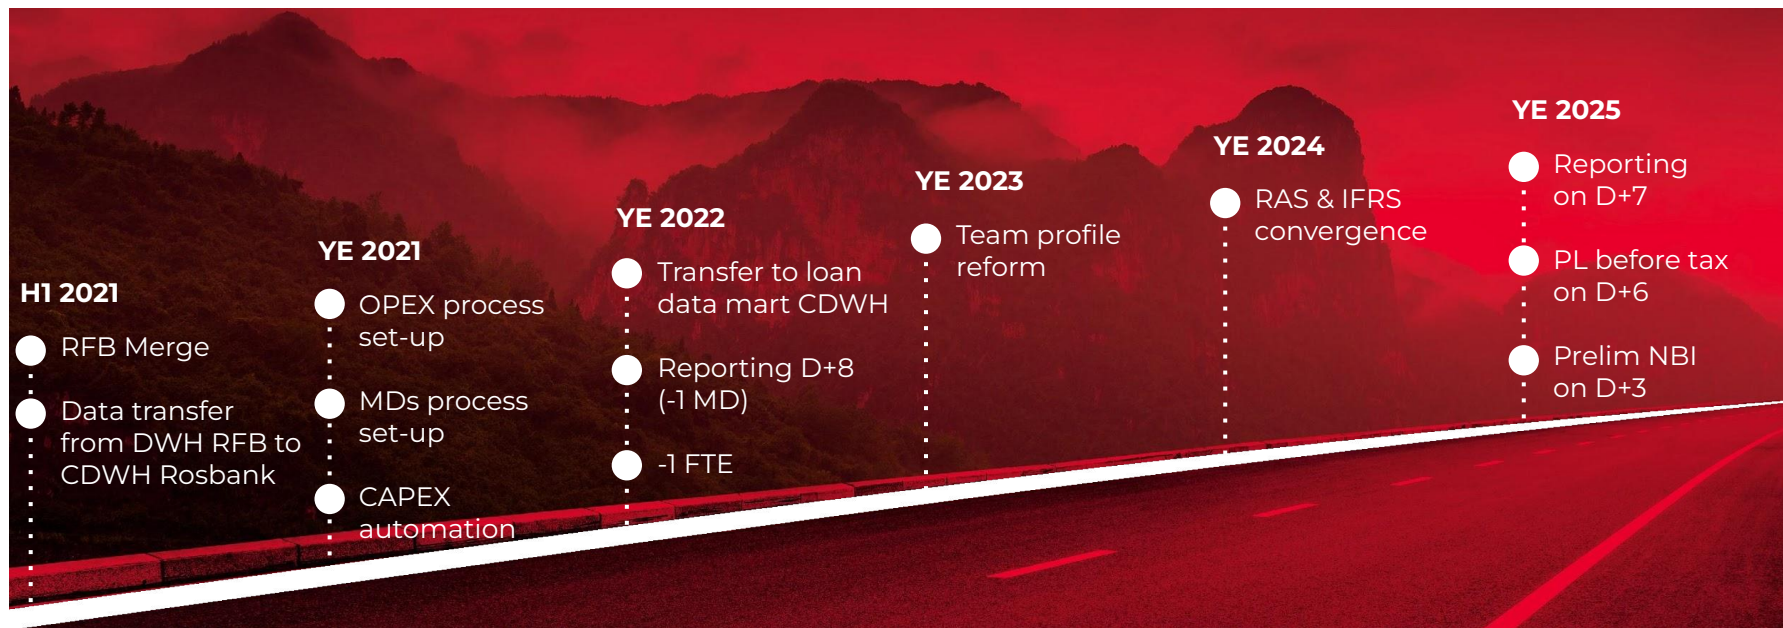 H1 2021
RFB Merge
Data transfer
from DWH RFB to
CDWH Rosbank
YE 2021
OPEX process
set-up
MDs process
set-up
CAPEX
automation
YE 2022
Transfer to loan
data mart CDWH
Reporting D+8
(-1 MD)
-1 FTE
YE 2023
Team profile
reform
YE 2024
RAS & IFRS
convergence
YE 2025
Reporting
on D+7
PL before tax
on D+6
Prelim NBI
on D+3